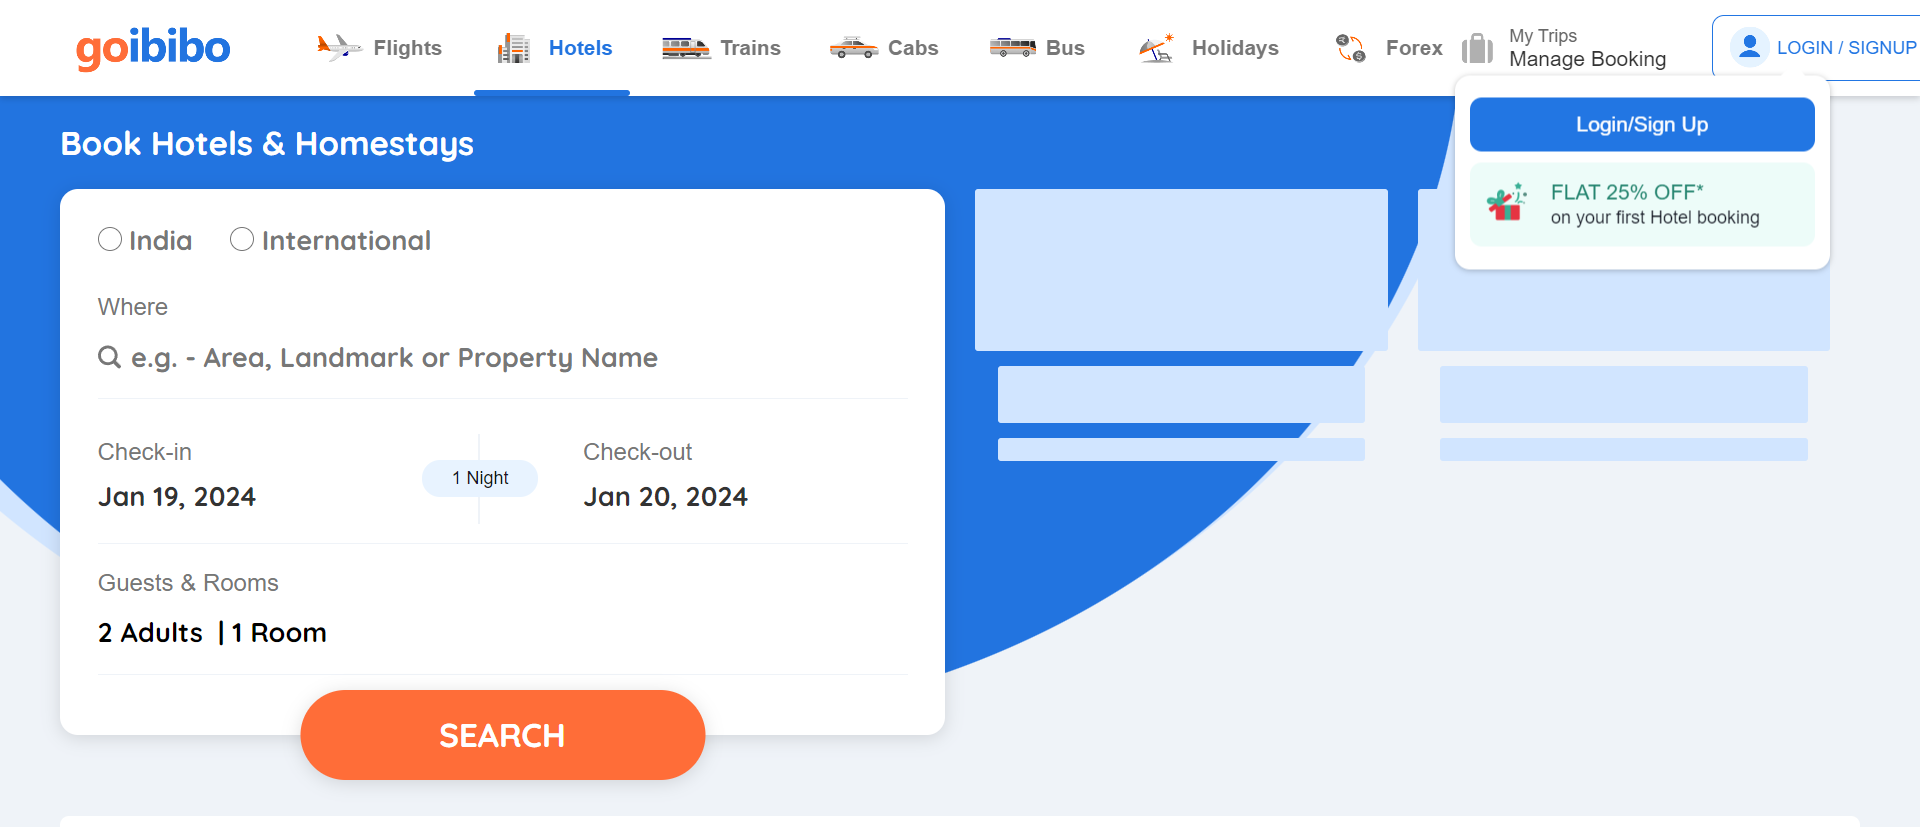 goibibo
Flights
Hotels
Trains
Cabs
Bus
Holidays
Forex
My Trips
Manage Booking
LOGIN / SIGNUP
Login/Sign Up
FLAT 25% OFF*
on your first Hotel booking
Book Hotels & Homestays
India
International
Where
e.g. - Area, Landmark or Property Name
Check-in
Jan 19, 2024
1 Night
Check-out
Jan 20, 2024
Guests & Rooms
2 Adults | 1 Room
SEARCH